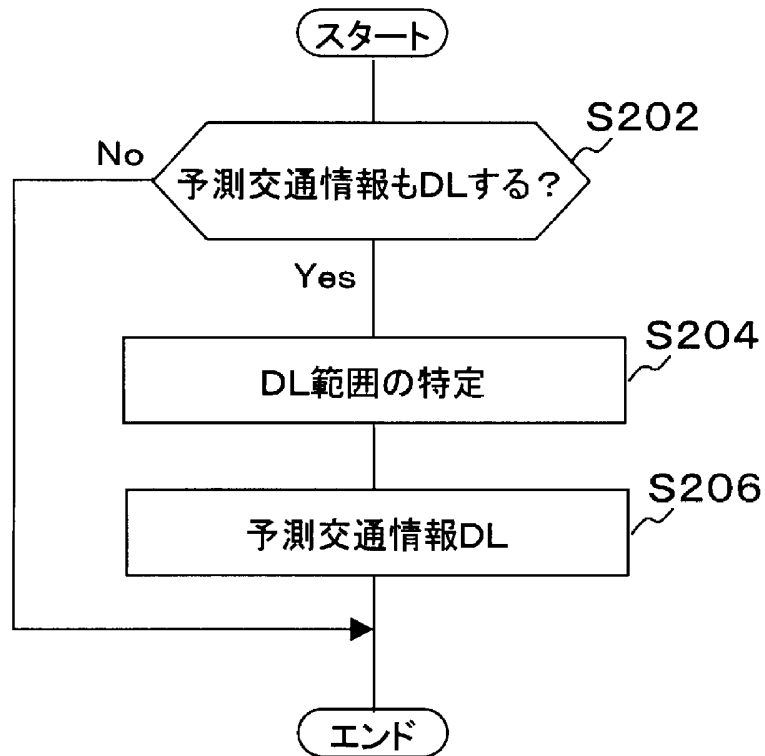 スタート
S202
No
予測交通情報もDLする？
Yes
S204
DL範囲の特定
S206
予測交通情報DL
エンド